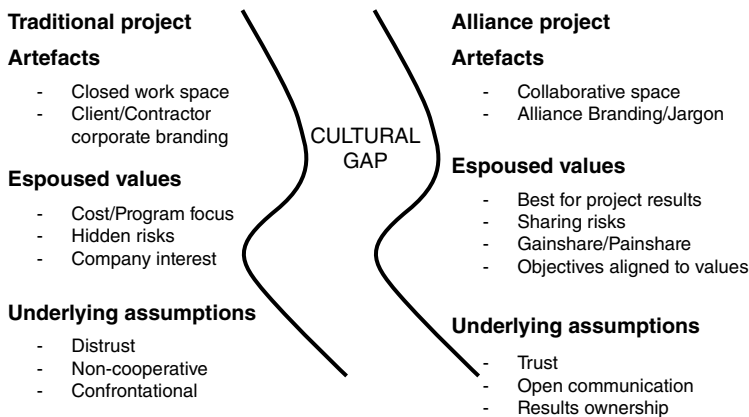 Traditional project
Artefacts
- Closed work space
- Client/Contractor
corporate branding
Espoused values
- Cost/Program focus
- Hidden risks
- Company interest
Underlying assumptions
- Distrust
- Non-cooperative
- Confrontational
CULTURAL
GAP
Alliance project
Artefacts
- Collaborative space
- Alliance Branding/Jargon
Espoused values
- Best for project results
- Sharing risks
- Gainshare/Painshare
- Objectives aligned to values
Underlying assumptions
- Trust
- Open communication
- Results ownership